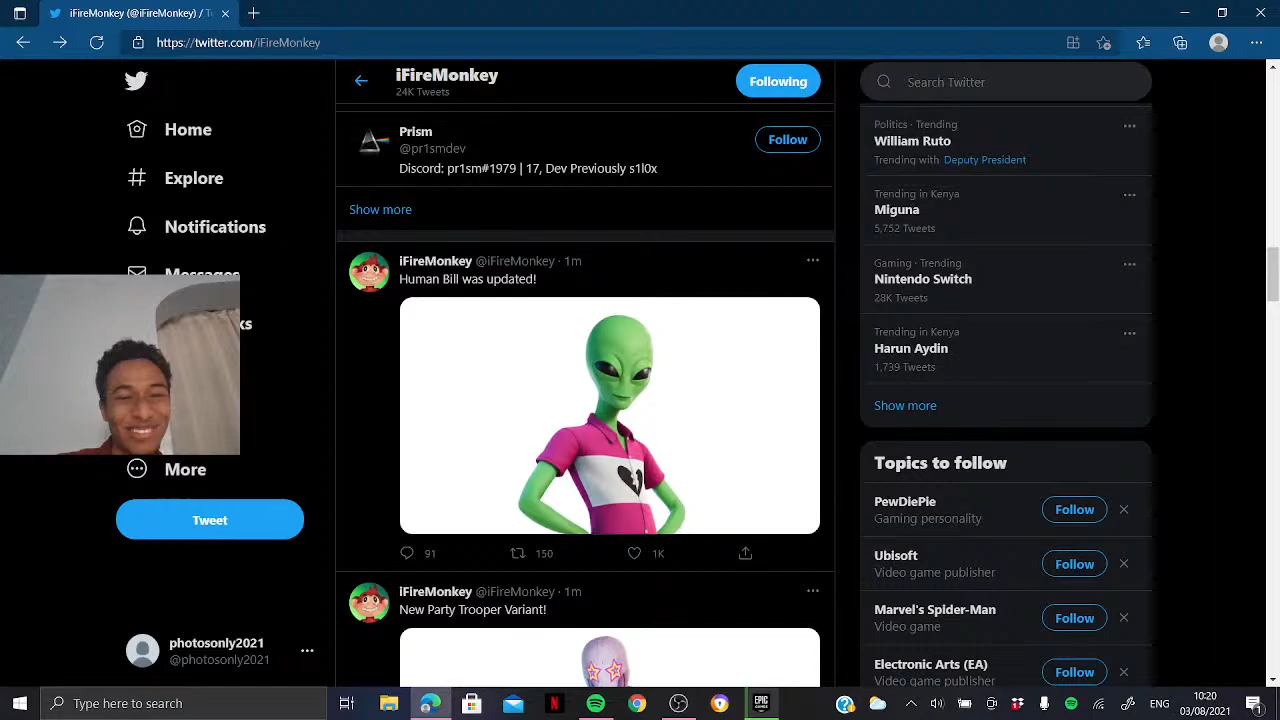 iFireMonkey (@iFireMonkey) / Tw
https://twitter.com/iFireMonkey
Home
Explore
Notifications
Messages
ks
More
Tweet
photosonly2021
@photosonly2021
iFireMonkey
24K Tweets
Following
Prism
@pr1smdev
Follow
Discord: pr1sm#1979 | 17, Dev Previously s1l0x
Show more
iFireMonkey @iFireMonkey · 1m
Human Bill was updated!
91 150 1K
iFireMonkey @iFireMonkey · 1m
New Party Trooper Variant!
Search Twitter
Politics · Trending
William Ruto
Trending with Deputy President
Trending in Kenya
Miguna
5,752 Tweets
Gaming · Trending
Nintendo Switch
28K Tweets
Trending in Kenya
Harun Aydin
1,739 Tweets
Show more
Topics to follow
PewDiePie
Gaming personality
Follow
Ubisoft
Video game publisher
Follow
Marvel's Spider-Man
Video game
Follow
Electronic Arts (EA)
Video game publisher
Follow
Type here to search
EPIC
GAMES
ENG
10:20
03/08/2021
1